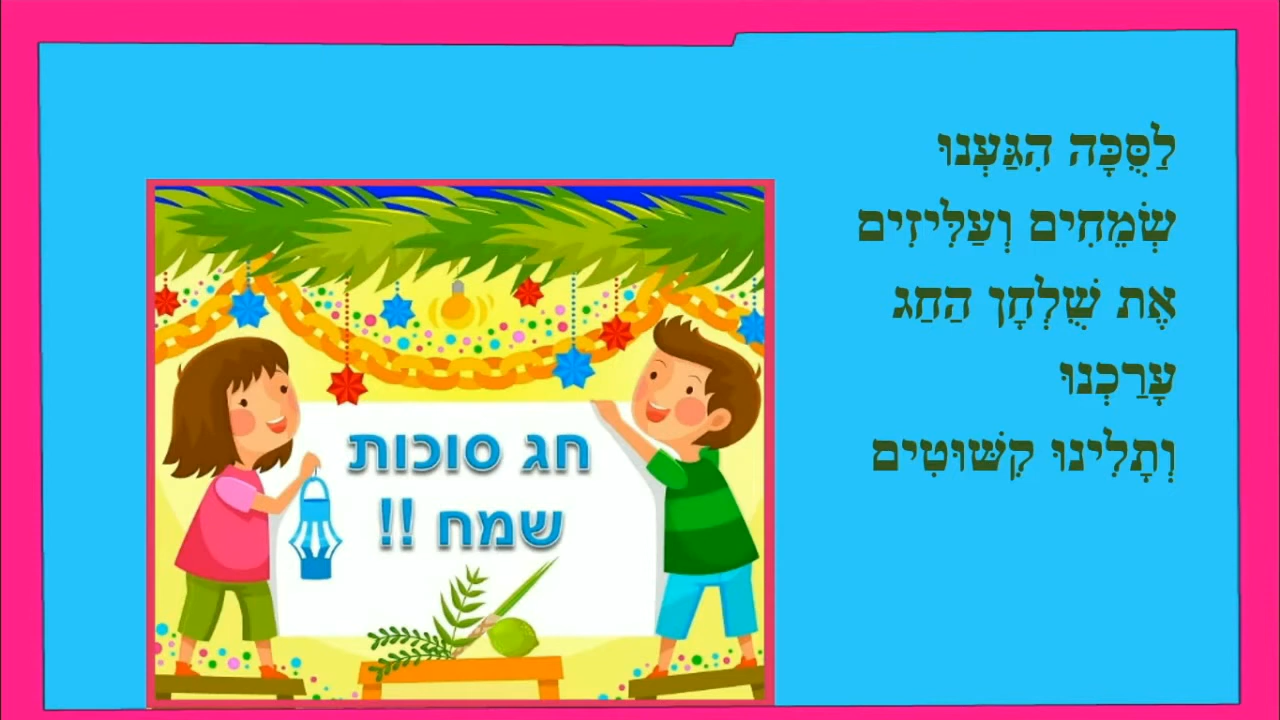 לַסֻּכָּה הִגַּעְנוּ
שְׂמֵחִים וְעַלִּיזִים
אֶת שֻׁלְחָן הַחַג
עָרַכְנוּ
וְתָלִינוּ קִשּׁוּטִים
חג סוכות
שמח !!